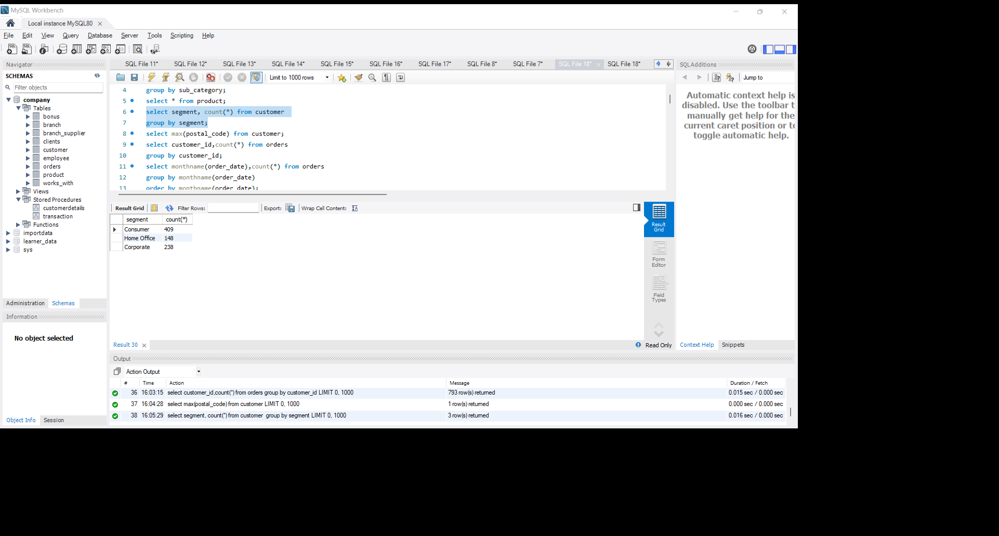 MySQL Workbench
Local instance MySQL80
File Edit View Query Database Server Tools Scripting Help
Navigator
SCHEMAS
Filter objects
company
Tables
bonus
branch
branch_supplier
clients
customer
employee
orders
product
works_with
Views
Stored Procedures
customerdetails
transaction
Functions
importdata
learner_data
sys
Administration Schemas
Information
No object selected
Object Info Session
SQL File 11* SQL File 12* SQL File 13* SQL File 14* SQL File 15* SQL File 16* SQL File 17* SQL File 8* SQL File 7* SQL File 18* SQL File 18*
Limit to 1000 rows
4 group by sub_category;
5 select * from product;
6 select segment, count(*) from customer
7 group by segment;
8 select max(postal_code) from customer;
9 select customer_id,count(*) from orders
10 group by customer_id;
11 select monthname(order_date),count(*) from orders
12 group by monthname(order_date)
13 order by monthname(order_date);
Result Grid Filter Rows: Export: Wrap Cell Content:
segment count(*)
Consumer 409
Home Office 148
Corporate 238
Result Grid
Form Editor
Field Types
Result 30
Read Only
SQLAdditions
Jump to
Automatic context help is
disabled. Use the toolbar t
manually get help for the
current caret position or to
toggle automatic help.
Context Help Snippets
Output
Action Output
# Time Action Message Duration / Fetch
36 16:03:15 select customer_id,count(*) from orders group by customer_id LIMIT 0, 1000 793 row(s) returned 0.015 sec / 0.000 sec
37 16:04:28 select max(postal_code) from customer LIMIT 0, 1000 1 row(s) returned 0.000 sec / 0.000 sec
38 16:05:29 select segment, count(*) from customer group by segment LIMIT 0, 1000 3 row(s) returned 0.016 sec / 0.000 sec